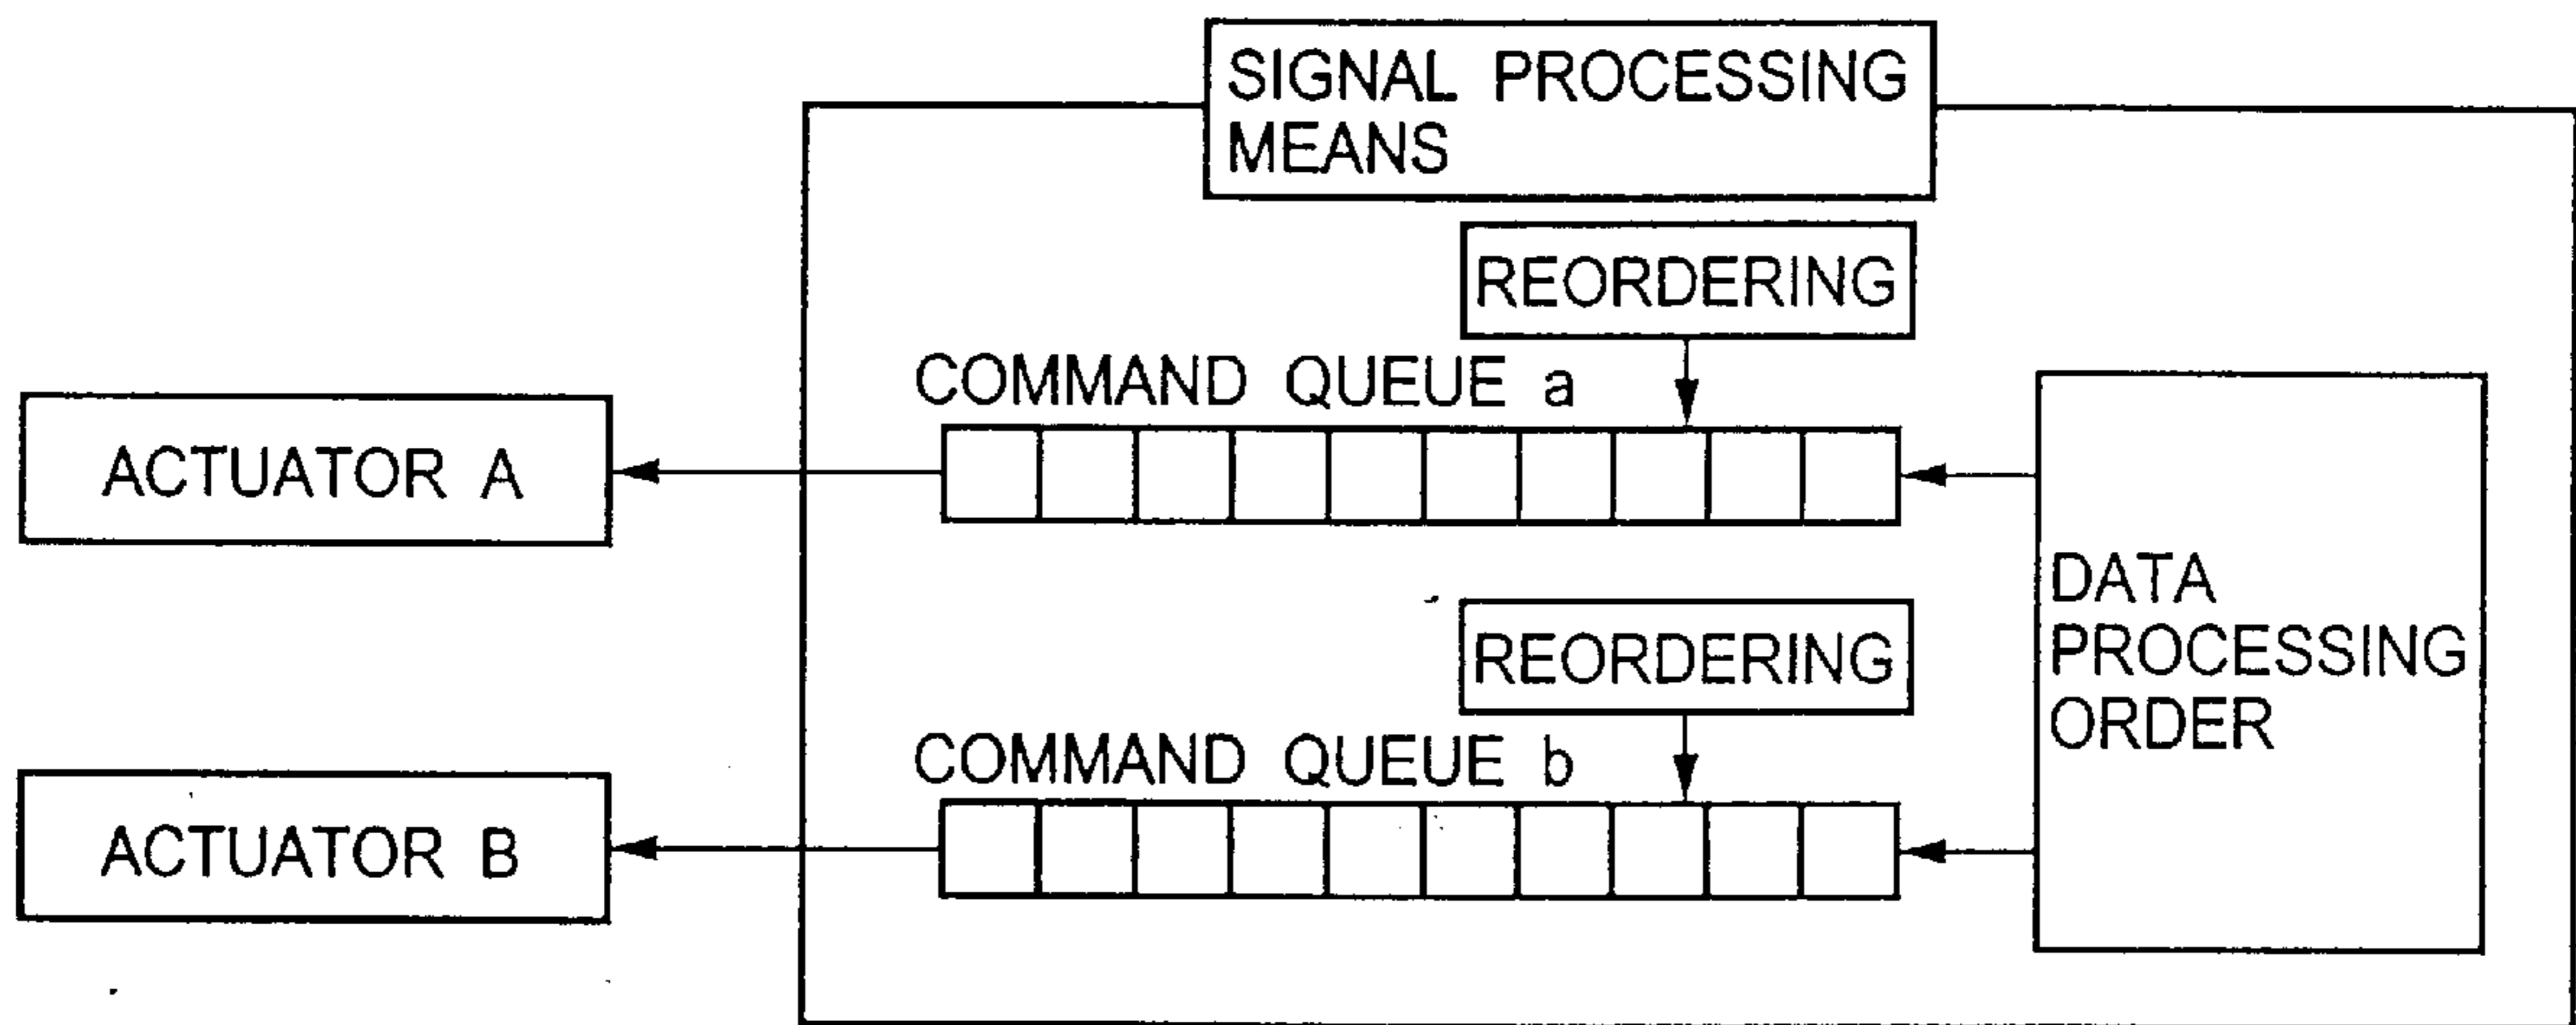 SIGNAL PROCESSING
MEANS
REORDERING
COMMAND QUEUE a
ACTUATOR A
DATA
PROCESSING
ORDER
REORDERING
COMMAND QUEUE b
ACTUATOR B